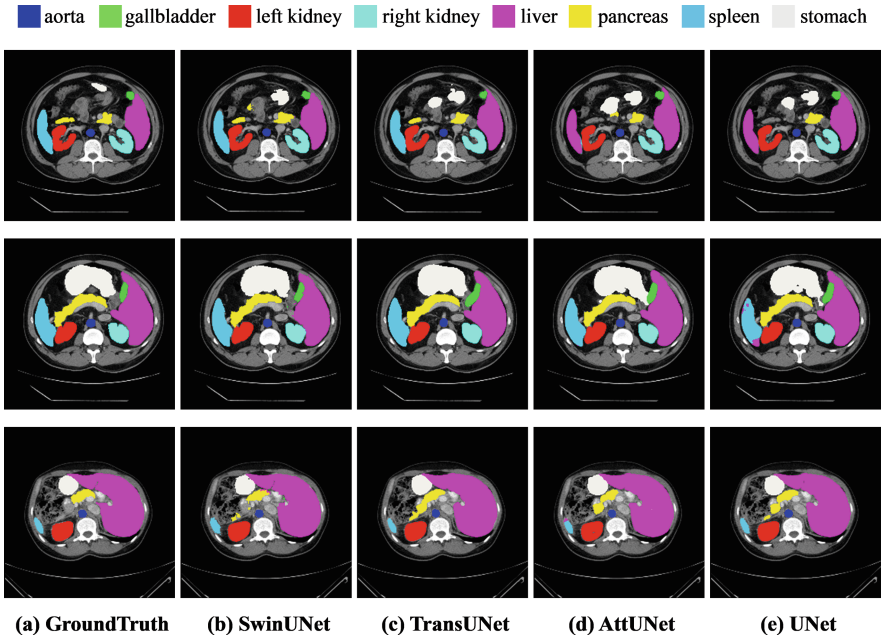 aorta gallbladder left kidney right kidney liver pancreas spleen stomach
(a) GroundTruth (b) SwinUNet (c) TransUNet (d) AttUNet (e) UNet